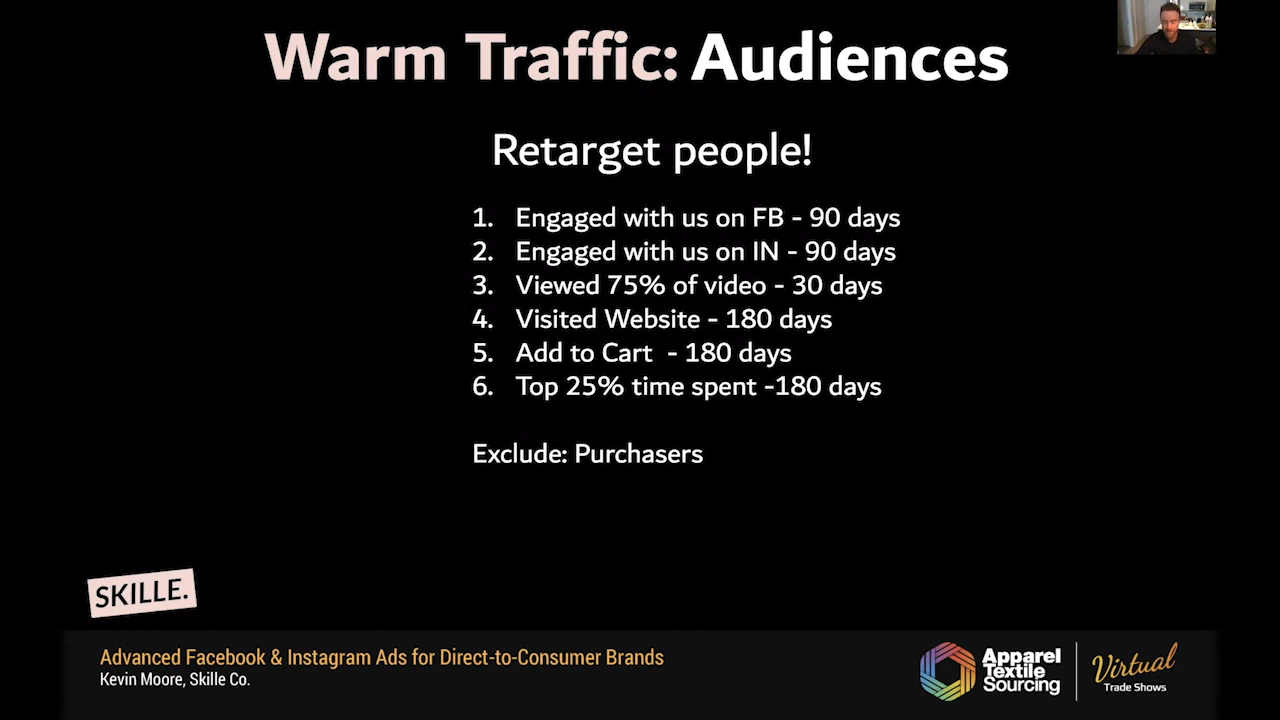 Warm Traffic: Audiences
Retarget people!
1. Engaged with us on FB - 90 days
2. Engaged with us on IN - 90 days
3. Viewed 75% of video - 30 days
4. Visited Website - 180 days
5. Add to Cart - 180 days
6. Top 25% time spent -180 days
Exclude: Purchasers
SKILLE.
Advanced Facebook & Instagram Ads for Direct-to-Consumer Brands
Kevin Moore, Skille Co.
Apparel
Textile
Sourcing
Virtual
Trade Shows